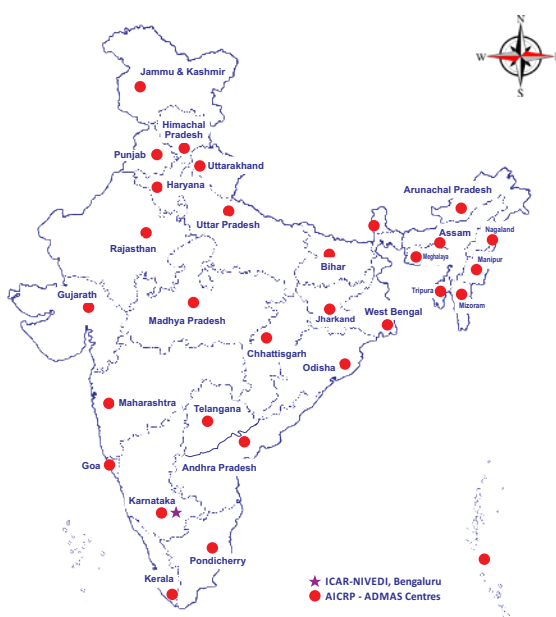 N
W
E
S
Jammu & Kashmir
Himachal
Pradesh
Punjab
Uttarakhand
Haryana
Arunachal Pradesh
Uttar Pradesh
Assam
Nagaland
Rajasthan
Bihar
Meghalaya
Manipur
Gujarath
Tripura
Mizoram
Madhya Pradesh
Jharkand
West Bengal
Chhattisgarh
Odisha
Maharashtra
Telangana
Goa
Andhra Pradesh
Karnataka
Pondicherry
Kerala
ICAR-NIVEDI, Bengaluru
AICRP - ADMAS Centres